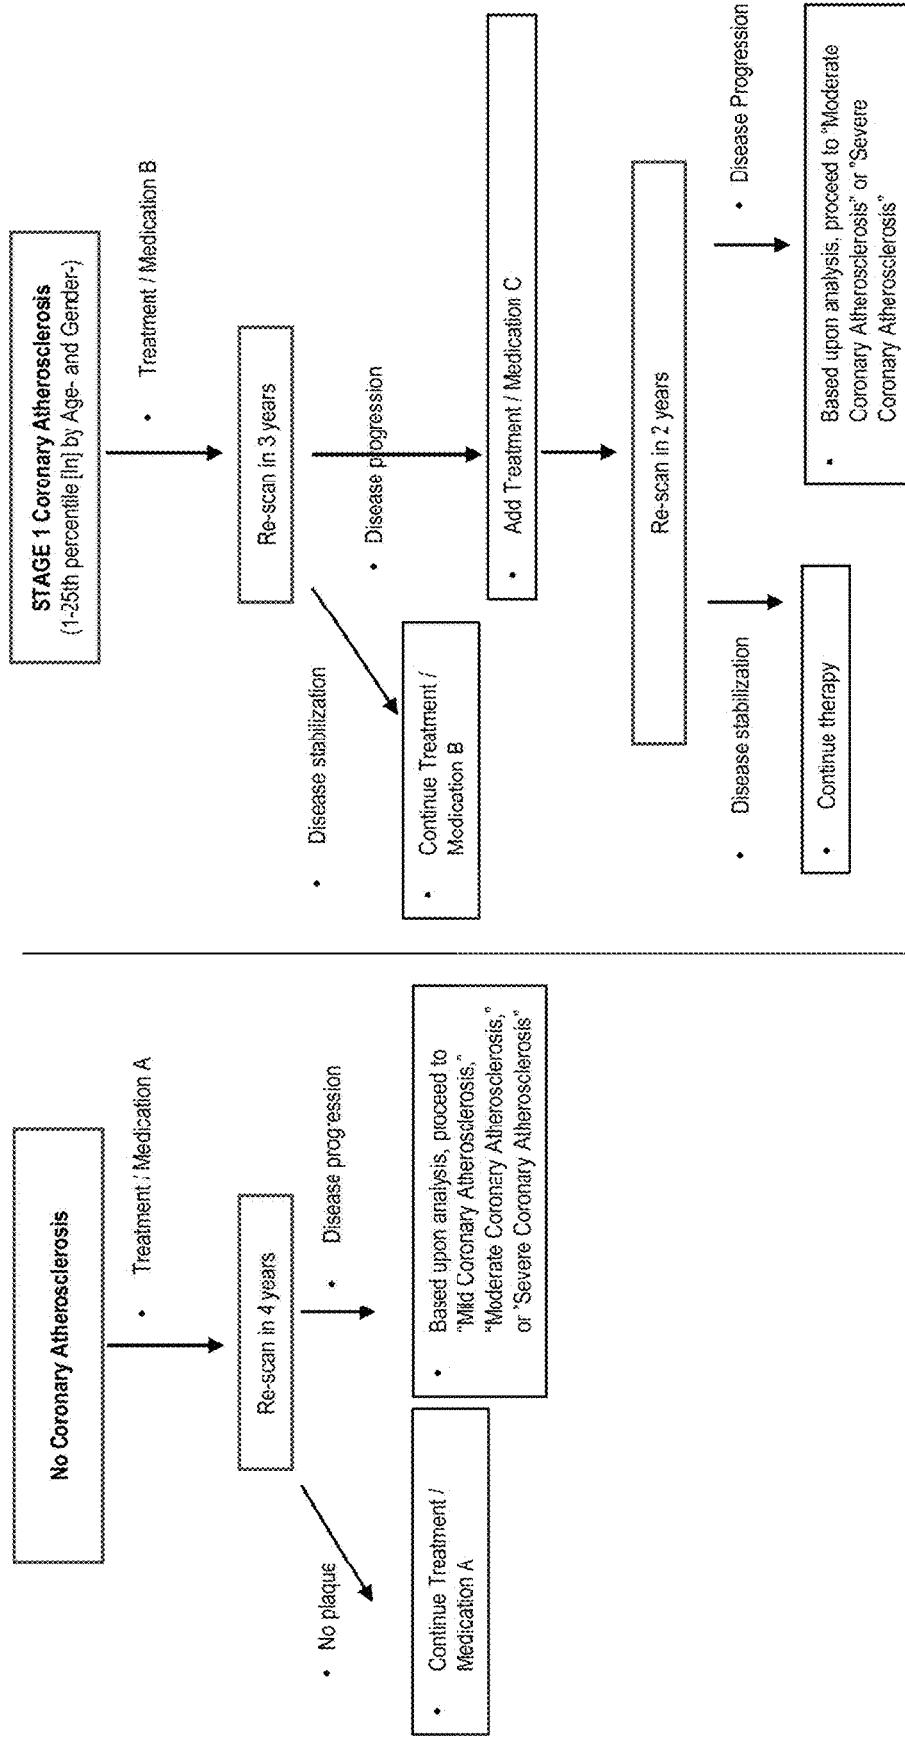 No Coronary Atherosclerosis
• Treatment / Medication A
Re-scan in 4 years
• No plaque
• Disease progression
• Continue Treatment /
Medication A
• Based upon analysis, proceed to
"Mild Coronary Atherosclerosis,"
"Moderate Coronary Atherosclerosis,"
or "Severe Coronary Atherosclerosis"
STAGE 1 Coronary Atherosclerosis
(1-25th percentile [ln] by Age- and Gender-)
• Treatment / Medication B
Re-scan in 3 years
• Disease stabilization
• Disease progression
• Continue Treatment /
Medication B
• Add Treatment / Medication C
Re-scan in 2 years
• Disease stabilization
• Disease Progression
• Continue therapy
• Based upon analysis, proceed to "Moderate
Coronary Atherosclerosis" or "Severe
Coronary Atherosclerosis"